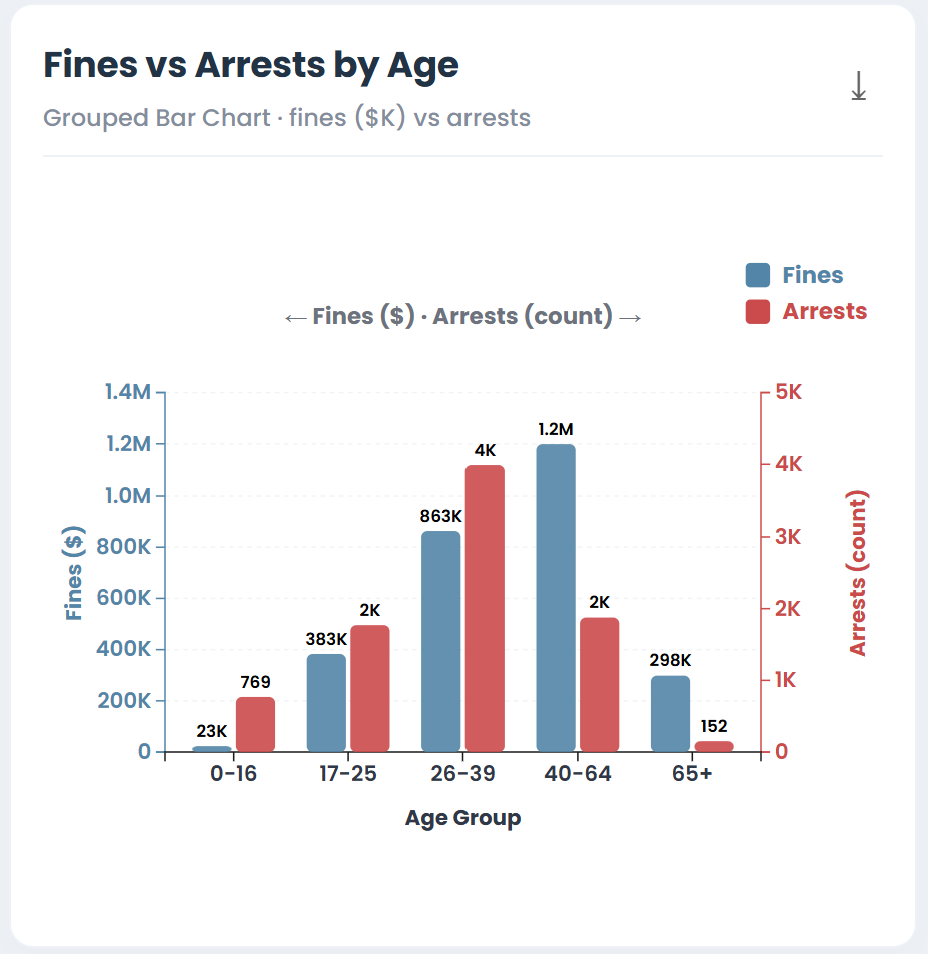 Fines vs Arrests by Age
Grouped Bar Chart · fines ($K) vs arrests
↓
Fines
Arrests
← Fines ($) · Arrests (count) →
1.4M
1.2M
1.0M
800K
600K
400K
200K
0
Fines ($)
23K
769
383K
2K
863K
4K
1.2M
2K
298K
152
5K
4K
3K
2K
1K
0
Arrests (count)
0-16 17-25 26-39 40-64 65+
Age Group